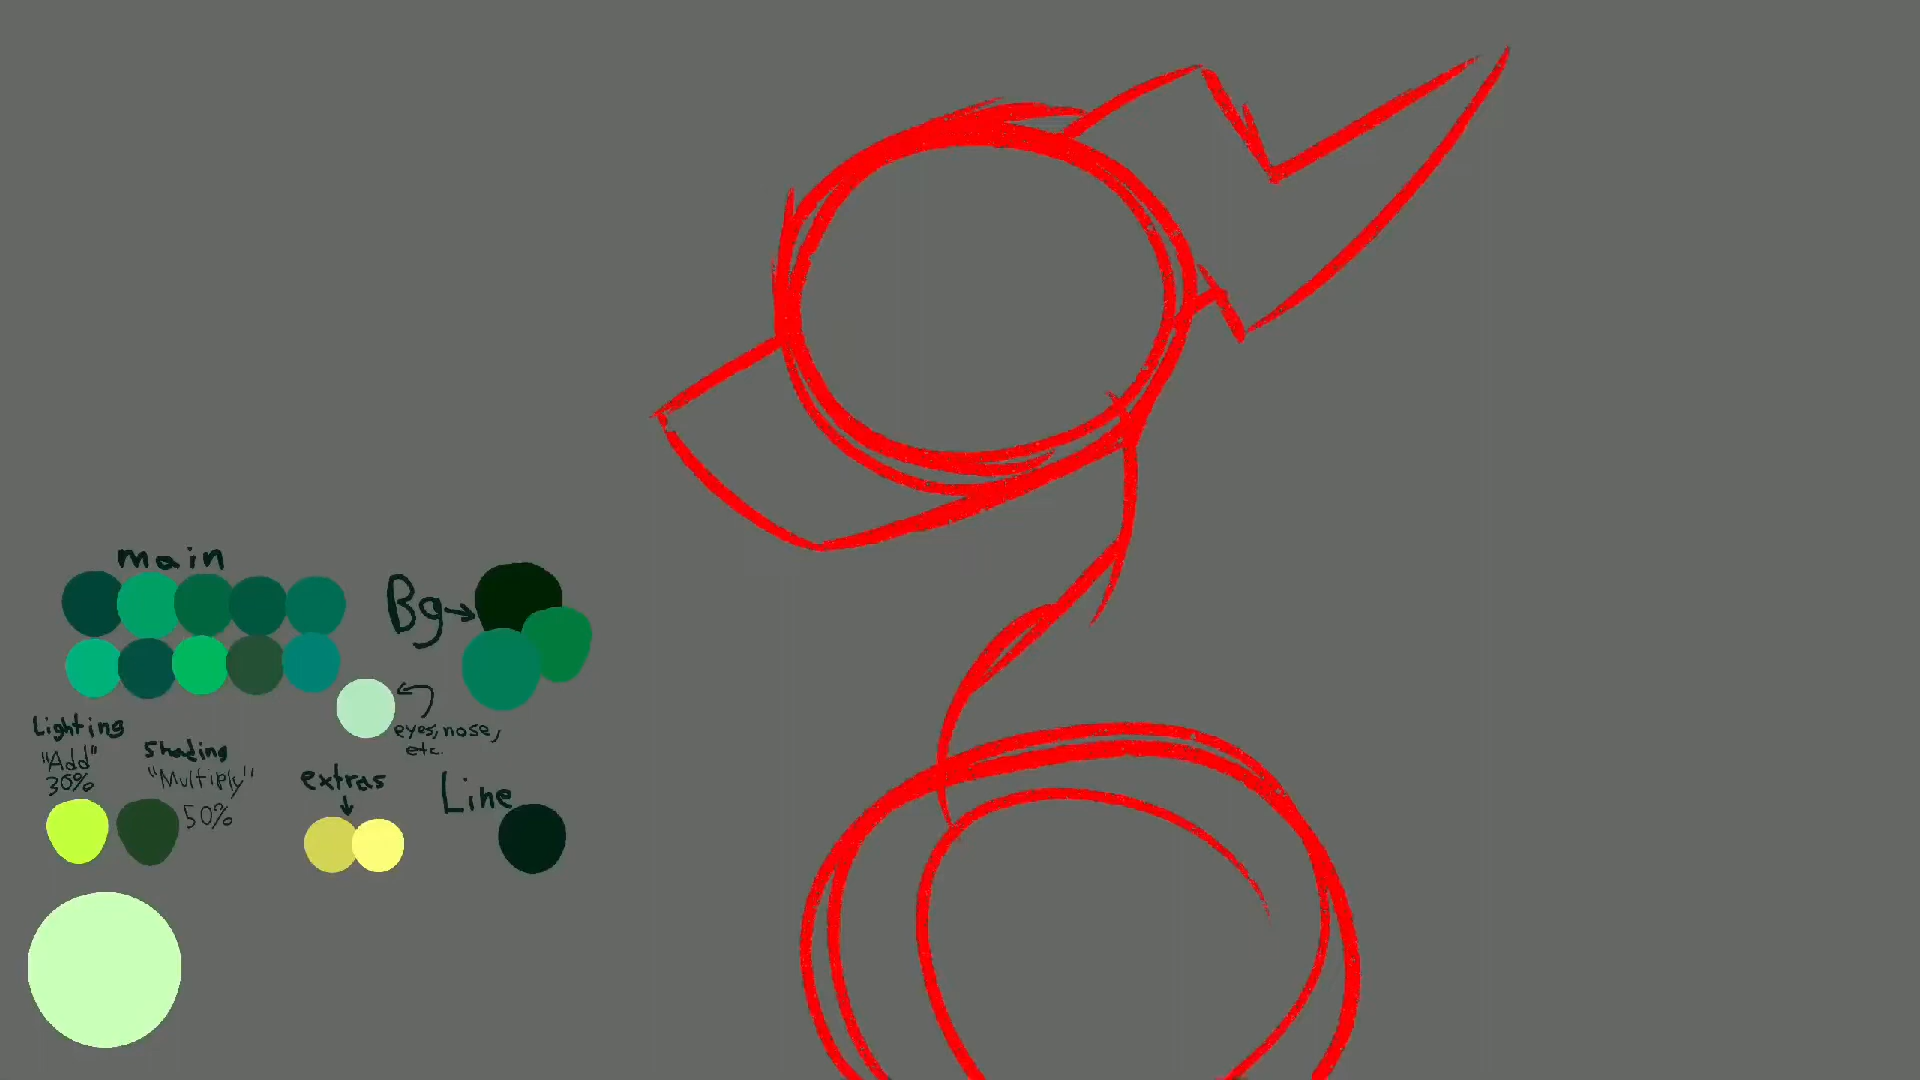 main
Bg
eyes, nose,
etc.
Lighting
"Add"
30%
Shading
"Multiply"
50%
extras
Line